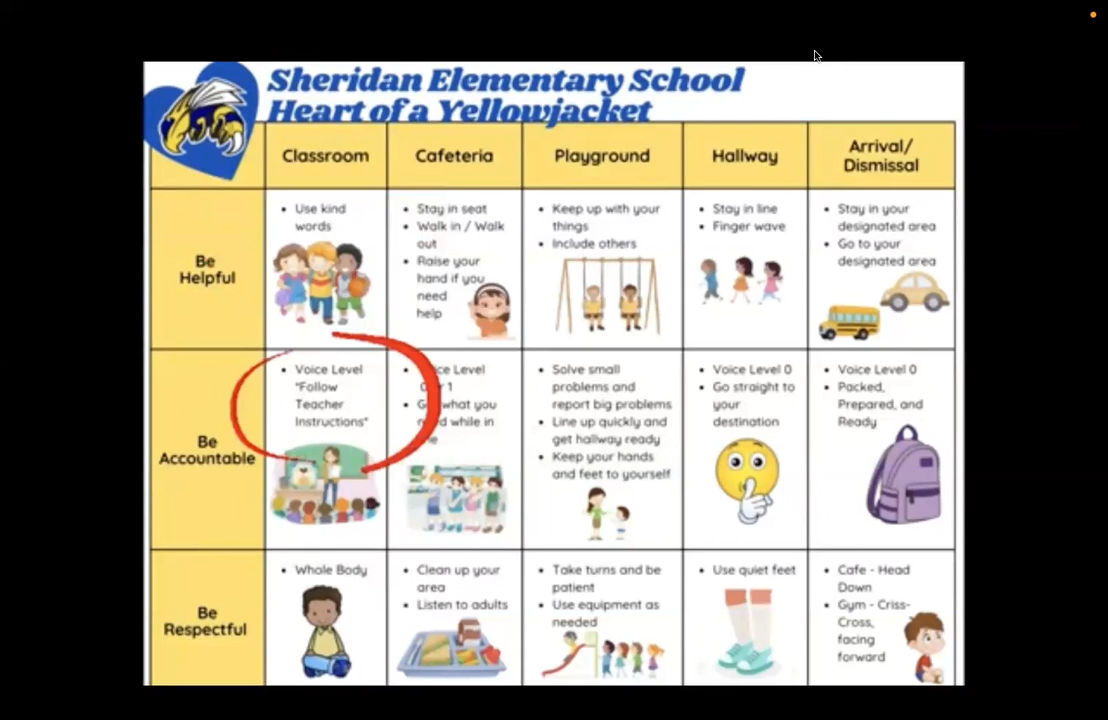 Sheridan Elementary School
Heart of a Yellowjacket
Classroom
Cafeteria
Playground
Hallway
Arrival/
Dismissal
Be
Helpful
• Use kind
words
• Stay in seat
• Walk in / Walk
out
• Raise your
hand if you
need
help
• Keep up with your
things
• Include others
• Stay in line
• Finger wave
• Stay in your
designated area
• Go to your
designated area
Be
Accountable
• Voice Level
"Follow
Teacher
Instructions"
Level
1
• what you
while in
• Solve small
problems and
report big problems
• Line up quickly and
get hallway ready
• Keep your hands
and feet to yourself
• Voice Level 0
• Go straight to
your
destination
• Voice Level 0
• Packed,
Prepared, and
Ready
Be
Respectful
• Whole Body
• Clean up your
area
• Listen to adults
• Take turns and be
patient
• Use equipment as
needed
• Use quiet feet
• Cafe - Head
Down
• Gym - Criss-
Cross,
facing
forward